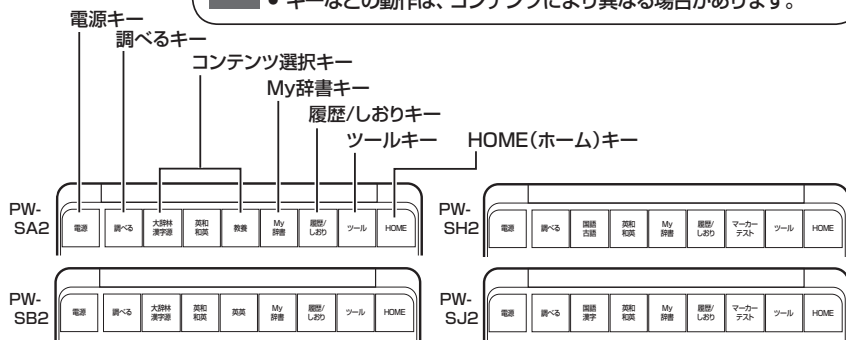 ● キーなどの動作は、コンテンツにより異なる場合があります。
電源キー
調べるキー
コンテンツ選択キー
My辞書キー
履歴/しおりキー
ツールキー
HOME(ホーム)キー
PW-SA2
電源 調べる 大辞林漢字源 英和和英 教養 My辞書 履歴/しおり ツール HOME
PW-SH2
電源 調べる 国語古語 英和和英 My辞書 履歴/しおり マーカーテスト ツール HOME
PW-SB2
電源 調べる 大辞林漢字源 英和和英 英英 My辞書 履歴/しおり ツール HOME
PW-SJ2
電源 調べる 国語漢字 英和和英 My辞書 履歴/しおり マーカーテスト ツール HOME